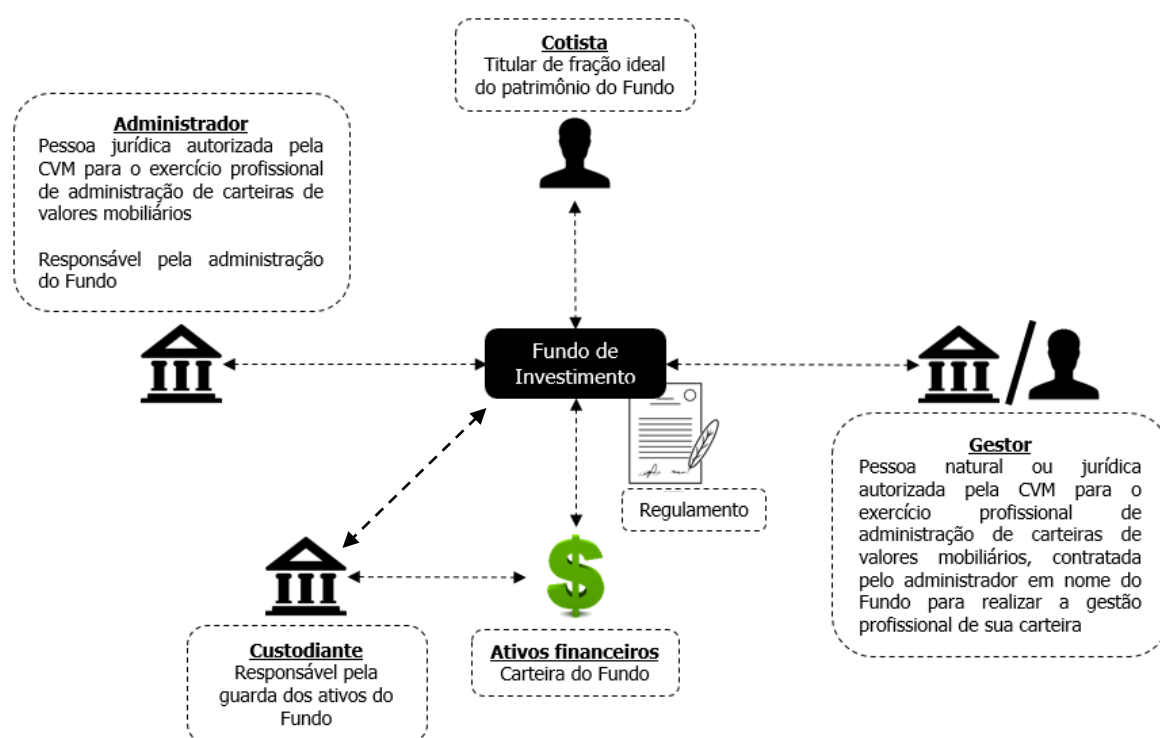 Cotista
Titular de fração ideal
do patrimônio do Fundo
Administrador
Pessoa jurídica autorizada pela
CVM para o exercício profissional
de administração de carteiras de
valores mobiliários
Responsável pela administração
do Fundo
Fundo de
Investimento
Regulamento
Gestor
Pessoa natural ou jurídica
autorizada pela CVM para o
exercício profissional de
administração de carteiras de
valores mobiliários, contratada
pelo administrador em nome do
Fundo para realizar a gestão
profissional de sua carteira
Custodiante
Responsável pela
guarda dos ativos do
Fundo
$
Ativos financeiros
Carteira do Fundo